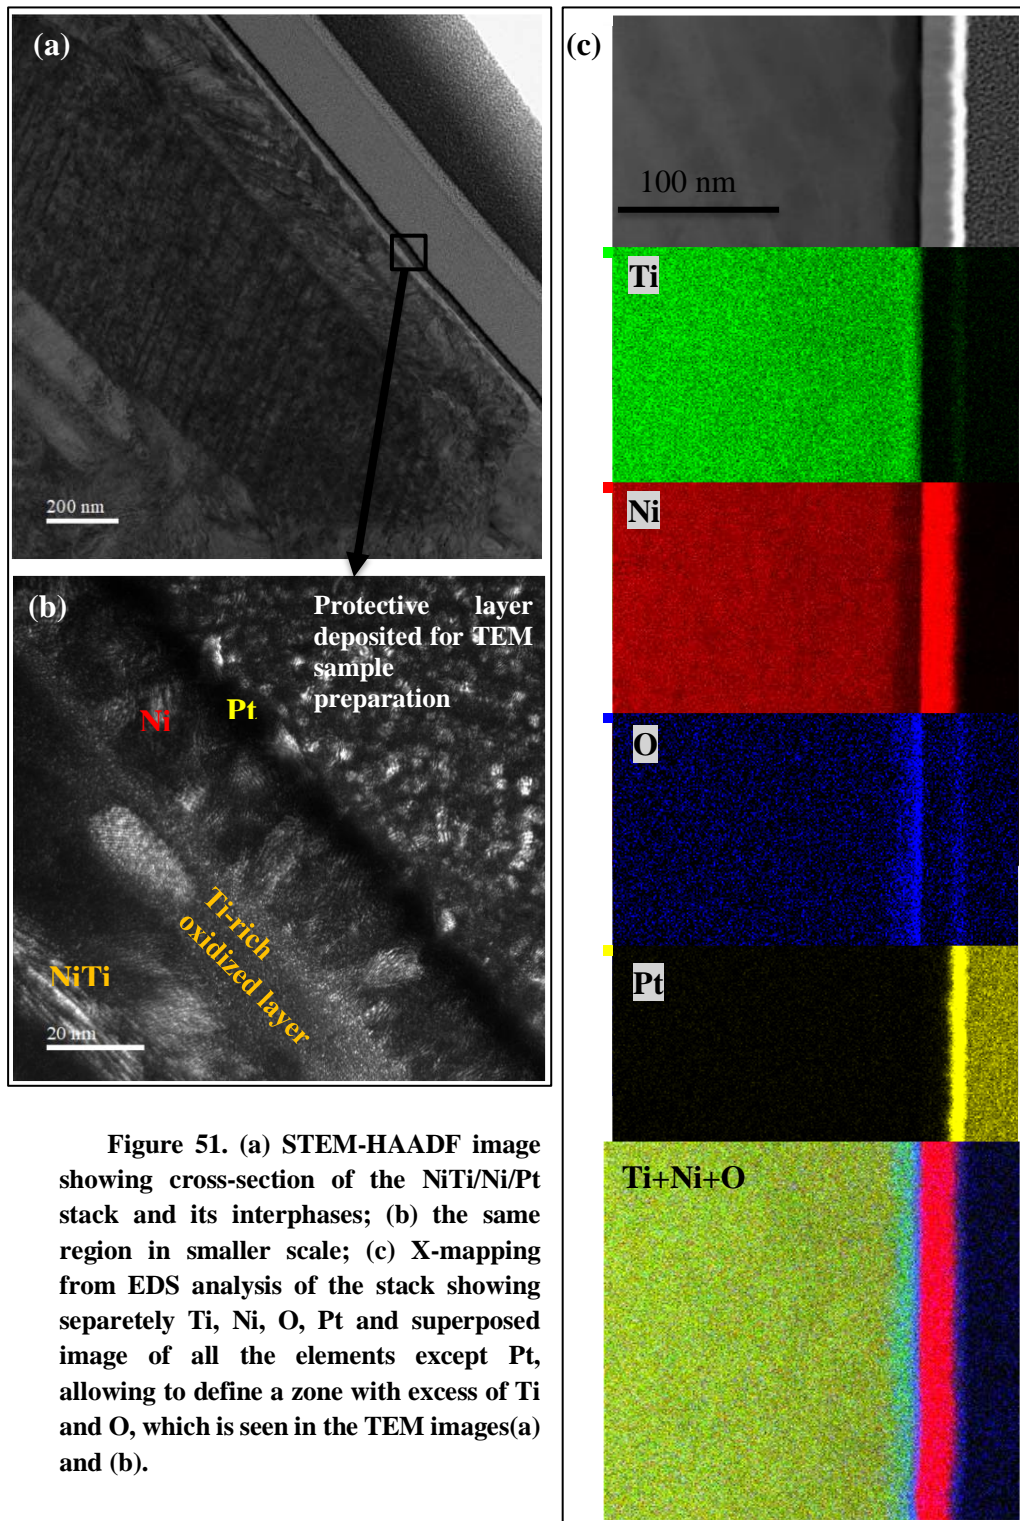 (a)
200 nm
(b)
Protective layer
deposited for TEM
sample
preparation
Ni
Pt
Ti-rich
oxidized layer
NiTi
20 nm
(c)
100 nm
Ti
Ni
O
Pt
Ti+Ni+O
Figure 51. (a) STEM-HAADF image
showing cross-section of the NiTi/Ni/Pt
stack and its interphases; (b) the same
region in smaller scale; (c) X-mapping
from EDS analysis of the stack showing
separetely Ti, Ni, O, Pt and superposed
image of all the elements except Pt,
allowing to define a zone with excess of Ti
and O, which is seen in the TEM images(a)
and (b).